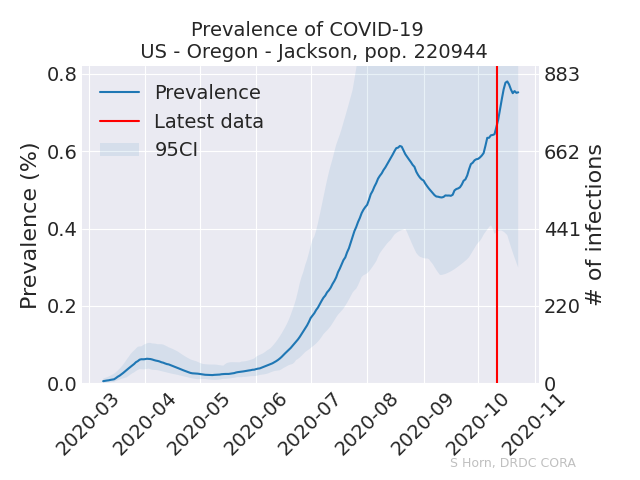 Prevalence of COVID-19
US - Oregon - Jackson, pop. 220944
Prevalence
Latest data
95CI
Prevalence (%)
0.8
0.6
0.4
0.2
0.0
883
662
441
220
0
# of infections
2020-03
2020-04
2020-05
2020-06
2020-07
2020-08
2020-09
2020-10
2020-11
S Horn, DRDC CORA